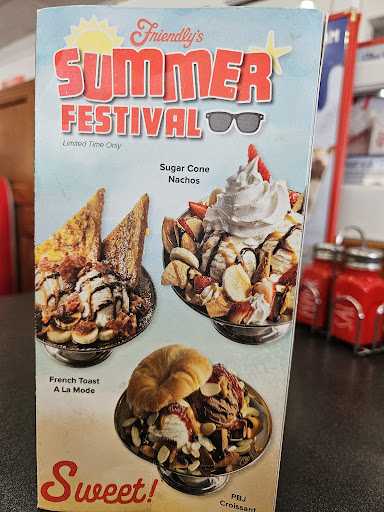 Friendly's
SUMMER
FESTIVAL
Limited Time Only
Sugar Cone
Nachos
French Toast
A La Mode
Sweet!
PBJ
Croissant